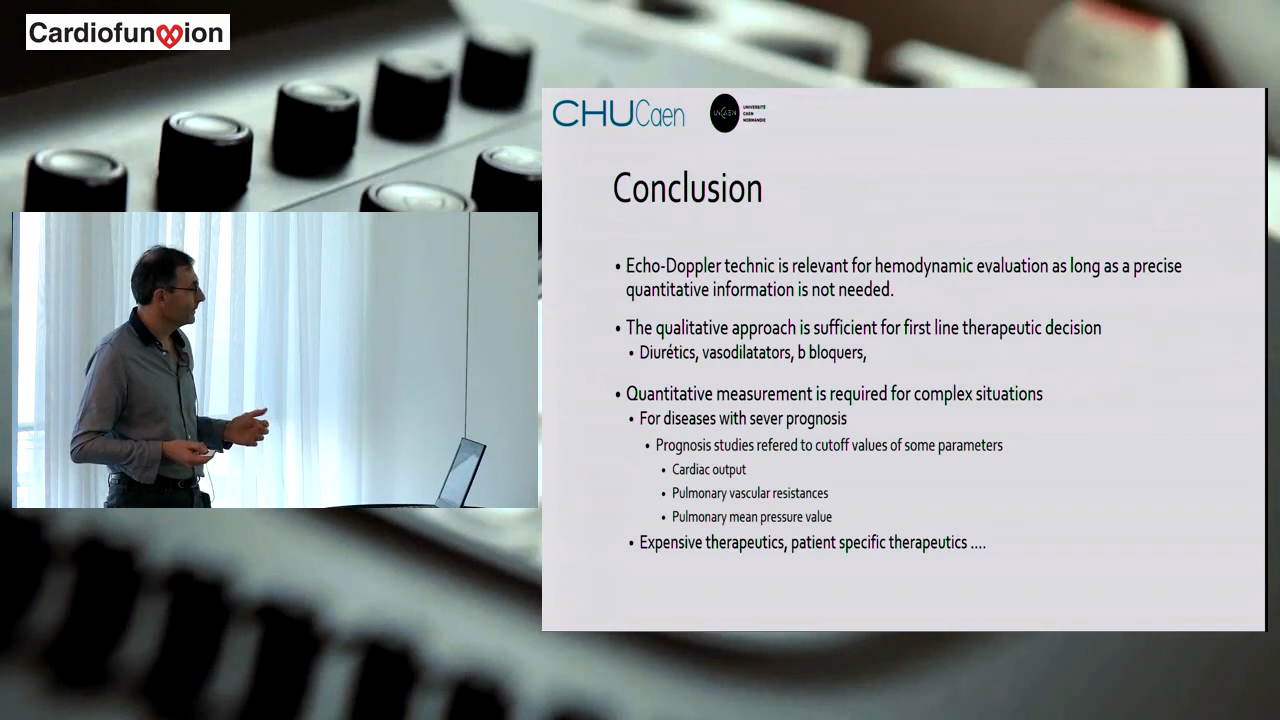 Cardiofunion
CHUCaen
UNICAEN
UNIVERSITÉ
CAEN
NORMANDIE
Conclusion
• Echo-Doppler technic is relevant for hemodynamic evaluation as long as a precise
quantitative information is not needed.
• The qualitative approach is sufficient for first line therapeutic decision
• Diurétics, vasodilatators, b bloquers,
• Quantitative measurement is required for complex situations
• For diseases with sever prognosis
• Prognosis studies refered to cutoff values of some parameters
• Cardiac output
• Pulmonary vascular resistances
• Pulmonary mean pressure value
• Expensive therapeutics, patient specific therapeutics ....